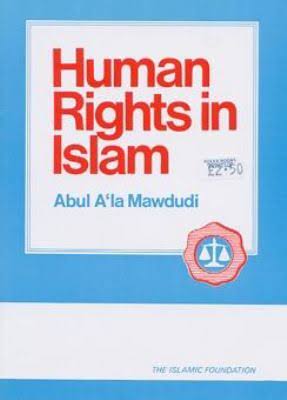 Human
Rights in
Islam
£2·50
Abul A‘la Mawdudi
THE ISLAMIC FOUNDATION